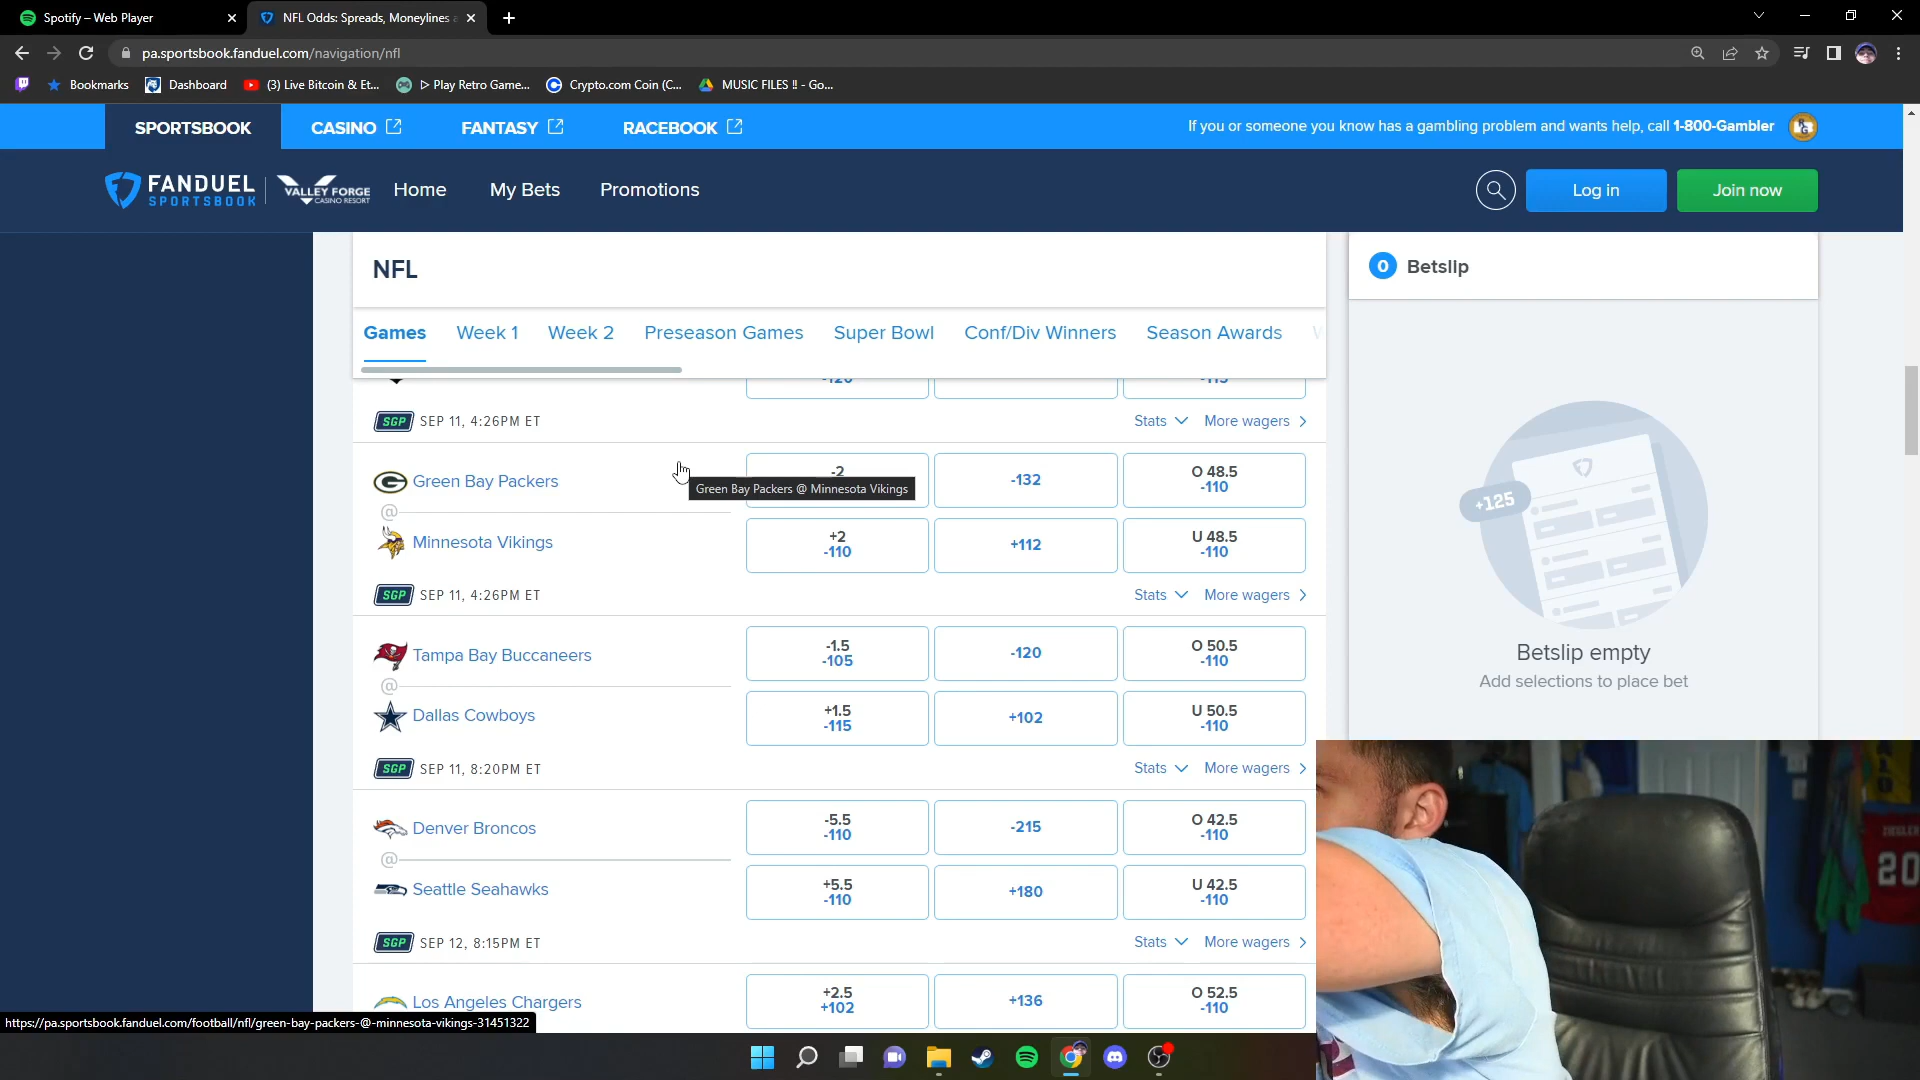 Spotify – Web Player
NFL Odds: Spreads, Moneylines a
pa.sportsbook.fanduel.com/navigation/nfl
Bookmarks
Dashboard
(3) Live Bitcoin & Et...
▷ Play Retro Game...
Crypto.com Coin (C...
MUSIC FILES !! - Go...
SPORTSBOOK
CASINO
FANTASY
RACEBOOK
If you or someone you know has a gambling problem and wants help, call 1-800-Gambler
RG
FANDUEL
SPORTSBOOK
VALLEY FORGE
CASINO RESORT
Home
My Bets
Promotions
Log in
Join now
NFL
0 Betslip
Games
Week 1
Week 2
Preseason Games
Super Bowl
Conf/Div Winners
Season Awards
W
-120
-115
SGP SEP 11, 4:26PM ET
Stats
More wagers
Green Bay Packers
-2
-132
O 48.5
-110
Green Bay Packers @ Minnesota Vikings
@
Minnesota Vikings
+2
-110
+112
U 48.5
-110
SGP SEP 11, 4:26PM ET
Stats
More wagers
Tampa Bay Buccaneers
-1.5
-105
-120
O 50.5
-110
@
Dallas Cowboys
+1.5
-115
+102
U 50.5
-110
SGP SEP 11, 8:20PM ET
Stats
More wagers
Denver Broncos
-5.5
-110
-215
O 42.5
-110
@
Seattle Seahawks
+5.5
-110
+180
U 42.5
-110
SGP SEP 12, 8:15PM ET
Stats
More wagers
Los Angeles Chargers
+2.5
+102
+136
O 52.5
-110
+125
Betslip empty
Add selections to place bet
20
https://pa.sportsbook.fanduel.com/football/nfl/green-bay-packers-@-minnesota-vikings-31451322